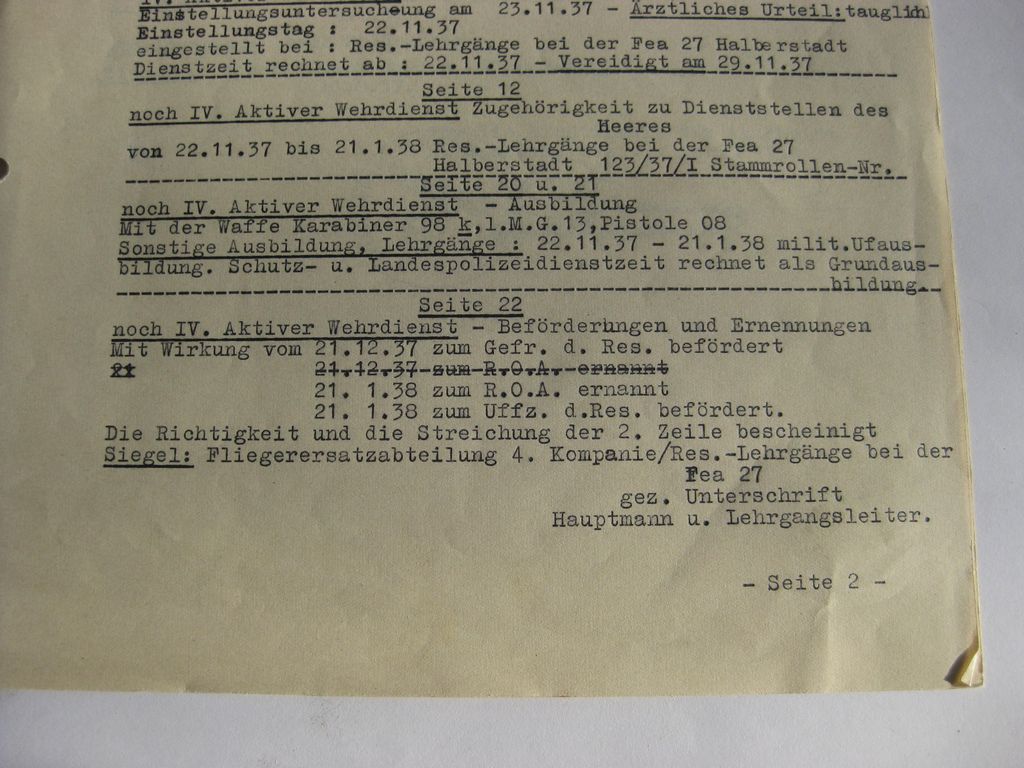 IV. Aktiver
Einstellungsuntersuchung am 23.11.37 - Ärztliches Urteil:tauglich
Einstellungstag : 22.11.37
eingestellt bei : Res.-Lehrgänge bei der Fea 27 Halberstadt
Dienstzeit rechnet ab : 22.11.37 - Vereidigt am 29.11.37
Seite 12
noch IV. Aktiver Wehrdienst Zugehörigkeit zu Dienststellen des
Heeres
von 22.11.37 bis 21.1.38 Res.-Lehrgänge bei der Fea 27
Halberstadt 123/37/I Stammrollen-Nr.
Seite 20 u. 21
noch IV. Aktiver Wehrdienst - Ausbildung
Mit der Waffe Karabiner 98 k,l.M.G.13,Pistole 08
Sonstige Ausbildung, Lehrgänge : 22.11.37 - 21.1.38 milit.Ufaus-
bildung. Schutz- u. Landespolizeidienstzeit rechnet als Grundaus-
bildung.
Seite 22
noch IV. Aktiver Wehrdienst - Beförderungen und Ernennungen
Mit Wirkung vom 21.12.37 zum Gefr. d. Res. befördert
21 21.12.37 zum R.O.A. ernannt
21. 1.38 zum R.O.A. ernannt
21. 1.38 zum Uffz. d.Res. befördert.
Die Richtigkeit und die Streichung der 2. Zeile bescheinigt
Siegel: Fliegerersatzabteilung 4. Kompanie/Res.-Lehrgänge bei der
Fea 27
gez. Unterschrift
Hauptmann u. Lehrgangsleiter.
- Seite 2 -